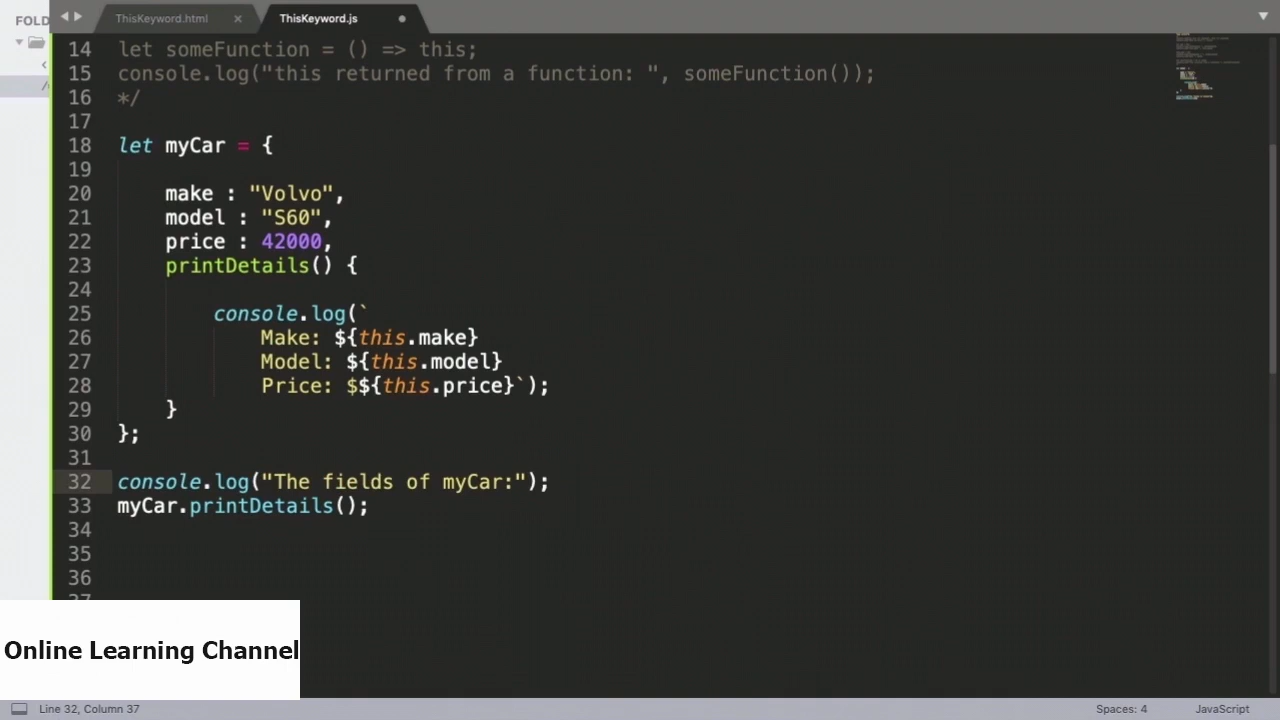 FOLD
ThisKeyword.html ×
ThisKeyword.js
14 let someFunction = () => this;
15 console.log("this returned from a function: ", someFunction());
16 */
17
18 let myCar = {
19
20 make : "Volvo",
21 model : "S60",
22 price : 42000,
23 printDetails() {
24
25 console.log(`
26 Make: ${this.make}
27 Model: ${this.model}
28 Price: $${this.price}`);
29 }
30 };
31
32 console.log("The fields of myCar:");
33 myCar.printDetails();
34
35
36
37
Online Learning Channel
Line 32, Column 37
Spaces: 4
JavaScript